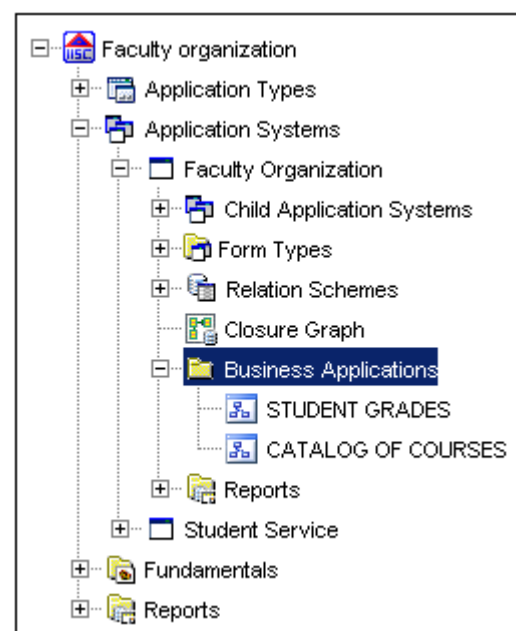 IISC Faculty organization
Application Types
Application Systems
Faculty Organization
Child Application Systems
Form Types
Relation Schemes
Closure Graph
Business Applications
STUDENT GRADES
CATALOG OF COURSES
Reports
Student Service
Fundamentals
Reports